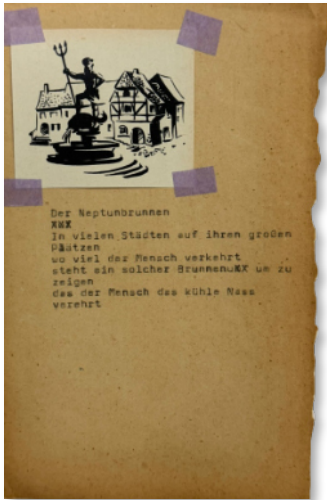 Der Neptunbrunnen
XXX
In vielen Städten auf ihren großen
Plätzen
wo viel der Mensch verkehrt
steht ein solcher Brunnen um zu
zeigen
das der Mensch das kühle Nass
verehrt